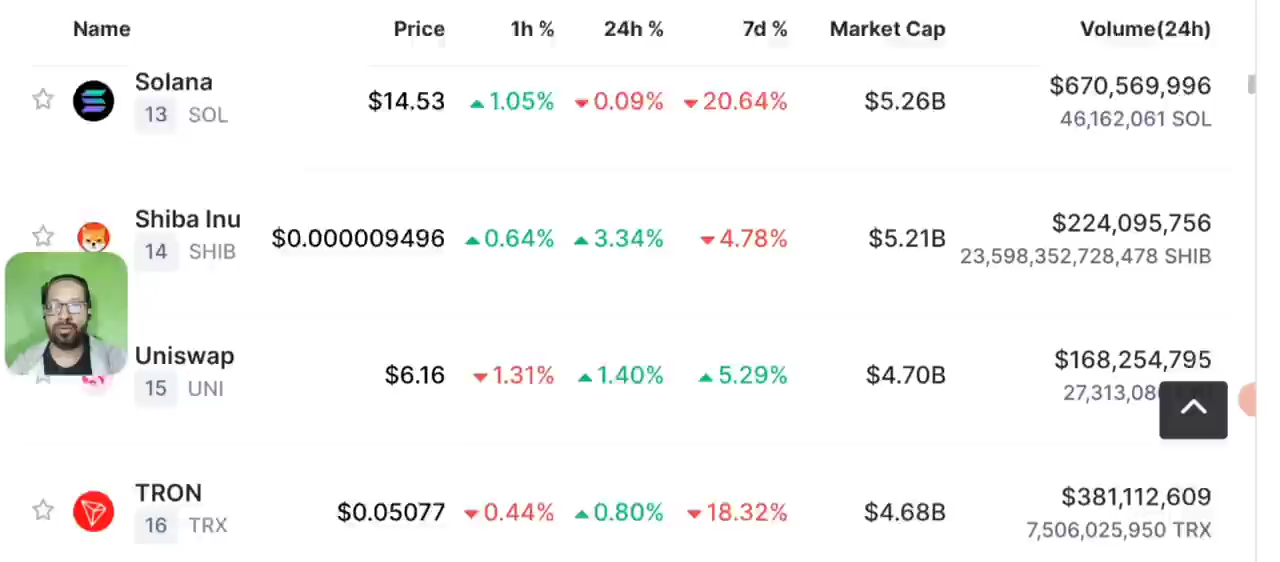 Name Price 1h % 24h % 7d % Market Cap Volume(24h)
Solana
13 SOL
$14.53 1.05% 0.09% 20.64% $5.26B $670,569,996
46,162,061 SOL
Shiba Inu
14 SHIB
$0.000009496 0.64% 3.34% 4.78% $5.21B $224,095,756
23,598,352,728,478 SHIB
Uniswap
15 UNI
$6.16 1.31% 1.40% 5.29% $4.70B $168,254,795
TRON
16 TRX
$0.05077 0.44% 0.80% 18.32% $4.68B $381,112,609
7,506,025,950 TRX